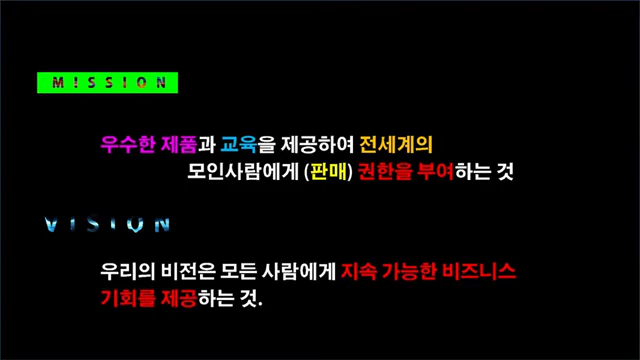 MISSION
우수한 제품과 교육을 제공하여 전세계의
모인사람에게 (판매) 권한을 부여하는 것
VISION
우리의 비전은 모든 사람에게 지속 가능한 비즈니스
기회를 제공하는 것.